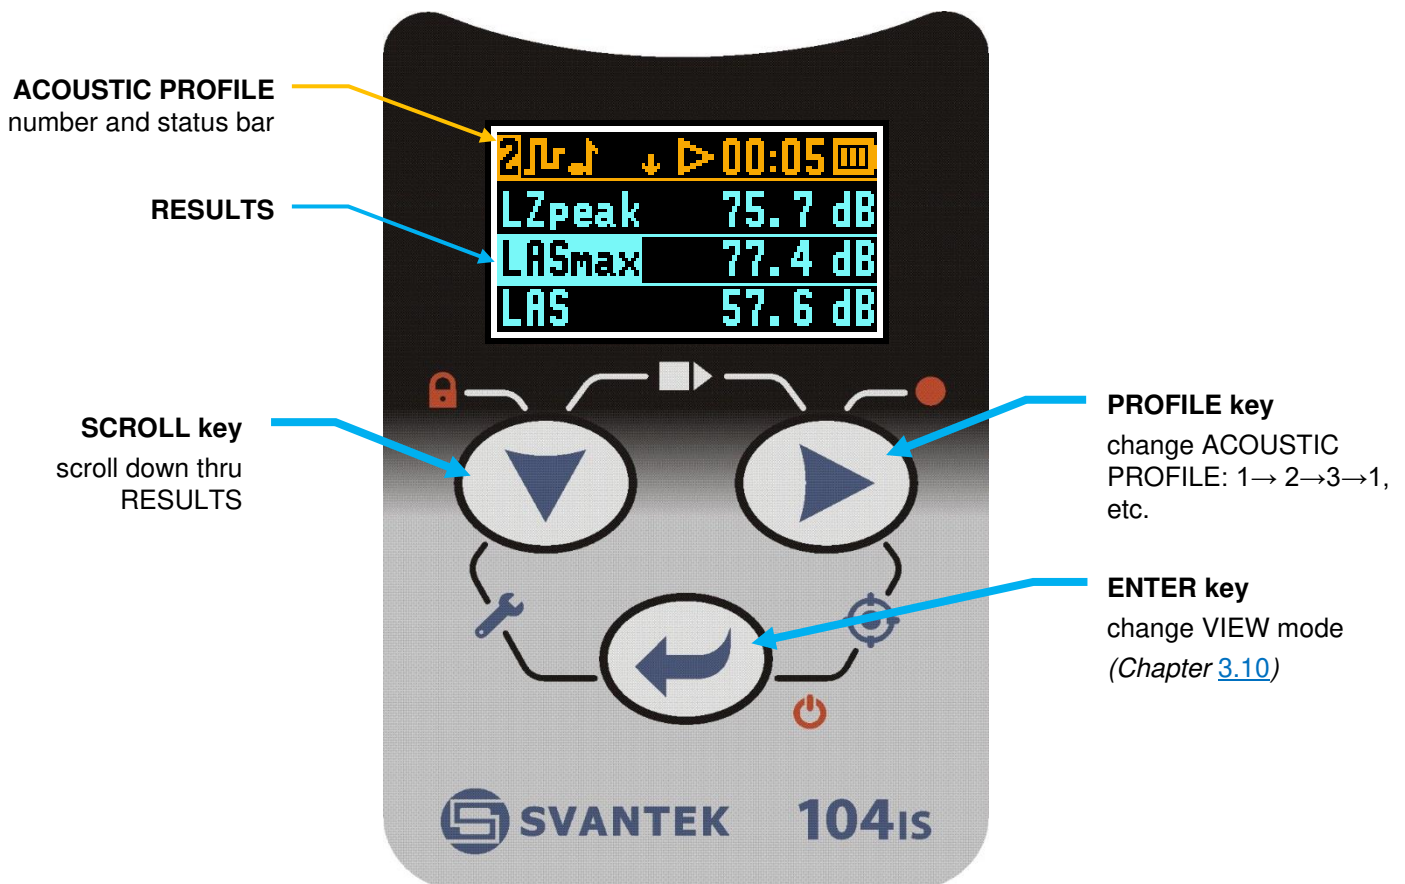 ACOUSTIC PROFILE
number and status bar
RESULTS
2 00:05
LZpeak 75.7 dB
LASmax 77.4 dB
LAS 57.6 dB
SCROLL key
scroll down thru
RESULTS
PROFILE key
change ACOUSTIC
PROFILE: 1→ 2→3→1,
etc.
ENTER key
change VIEW mode
(Chapter 3.10)
SVANTEK 104IS